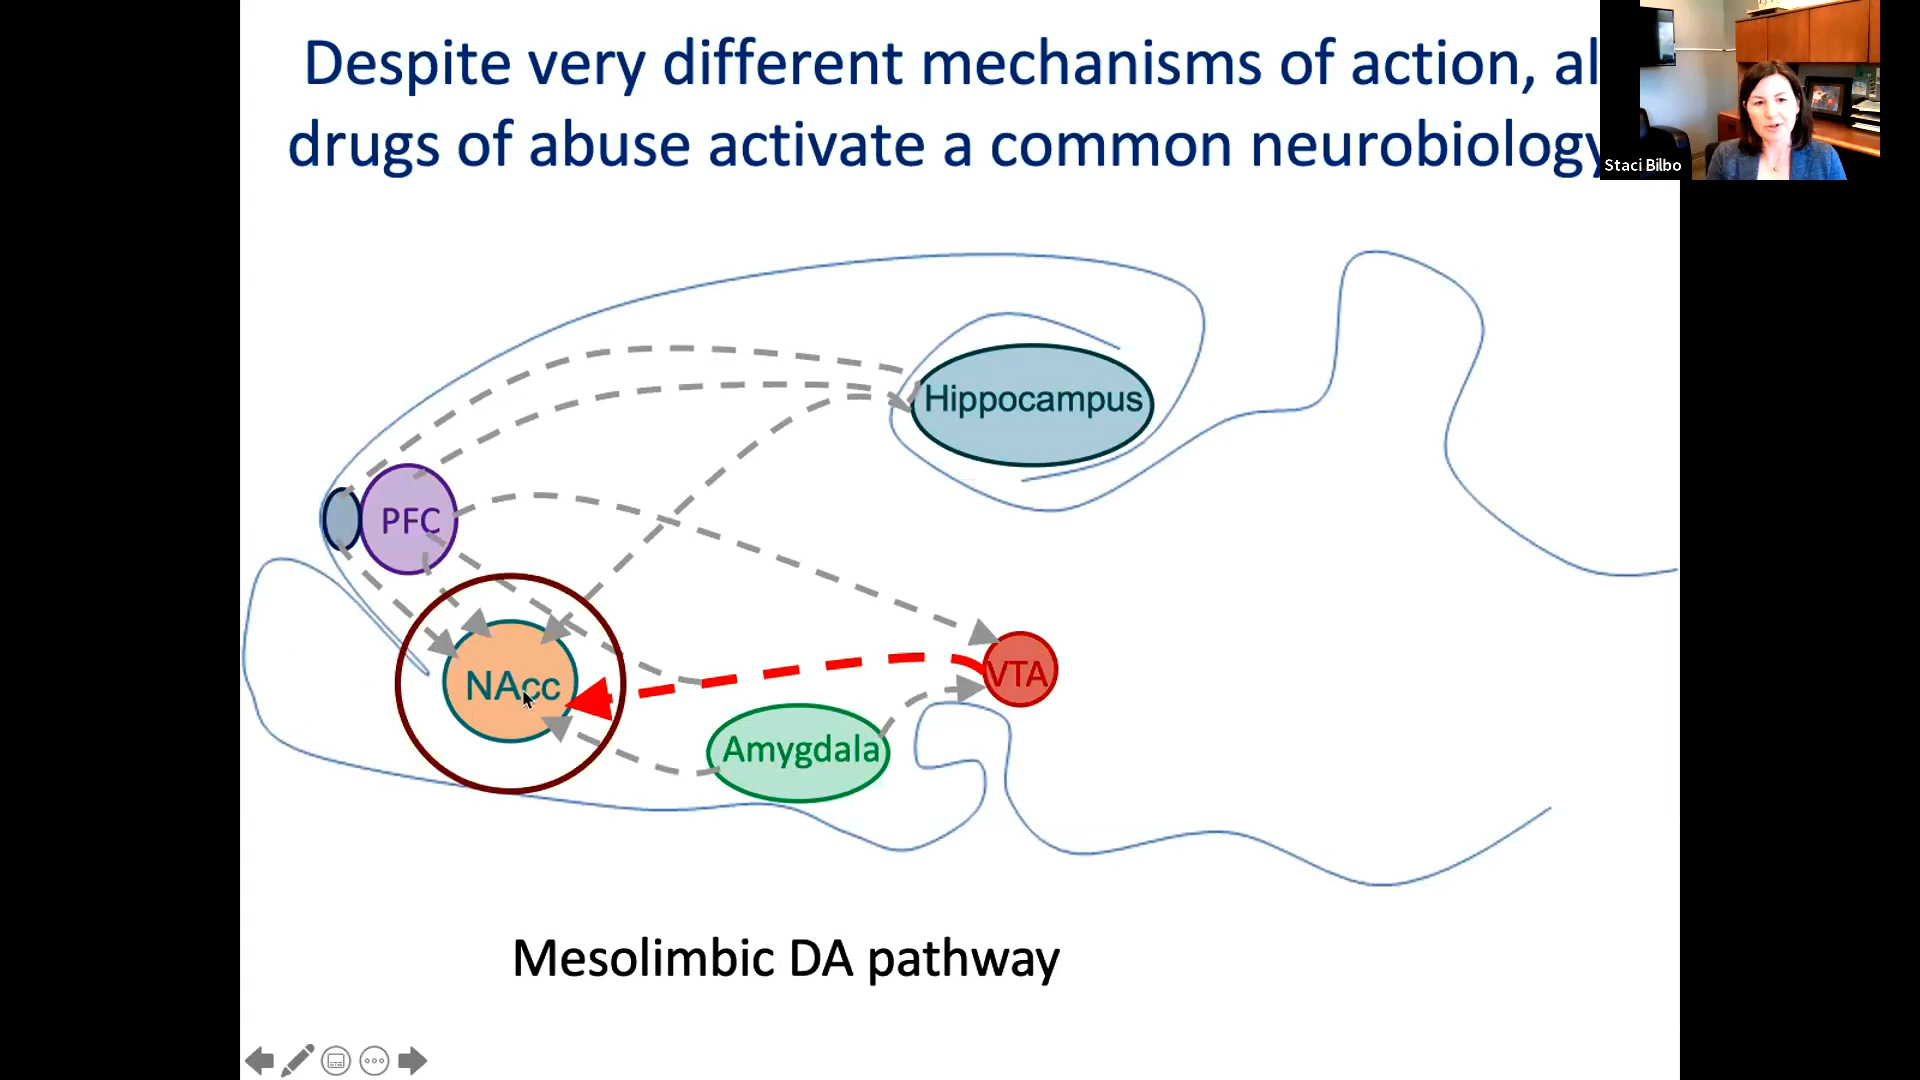 Despite very different mechanisms of action, al
drugs of abuse activate a common neurobiology
Staci Bilbo
Hippocampus
PFC
NAcc
VTA
Amygdala
Mesolimbic DA pathway